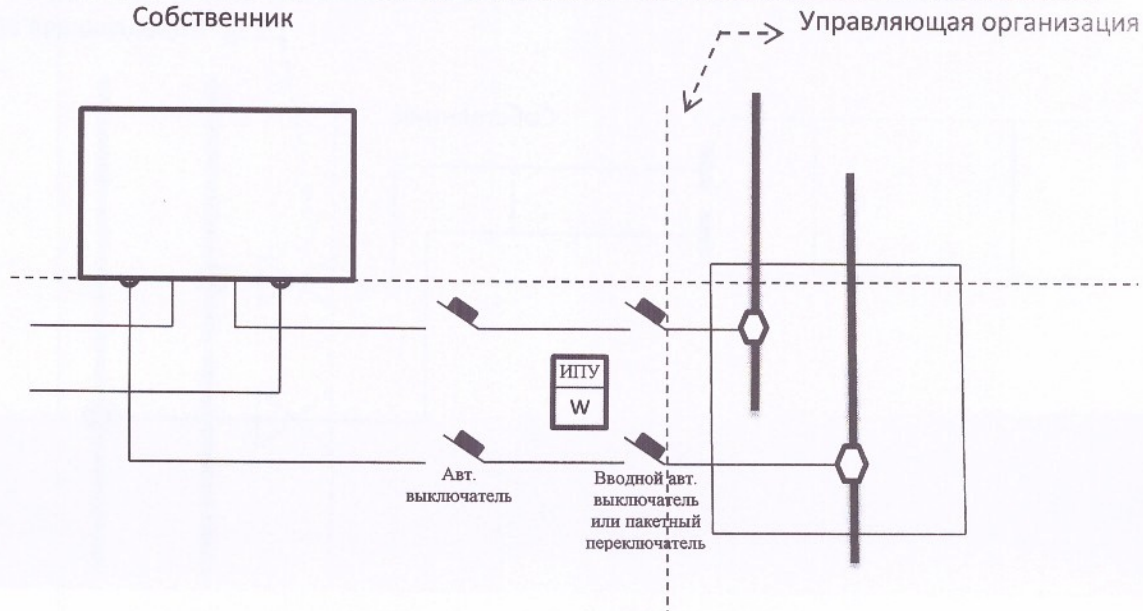 Собственник
Управляющая организация
ИПУ
W
Авт.
выключатель
Вводной авт.
выключатель
или пакетный
переключатель